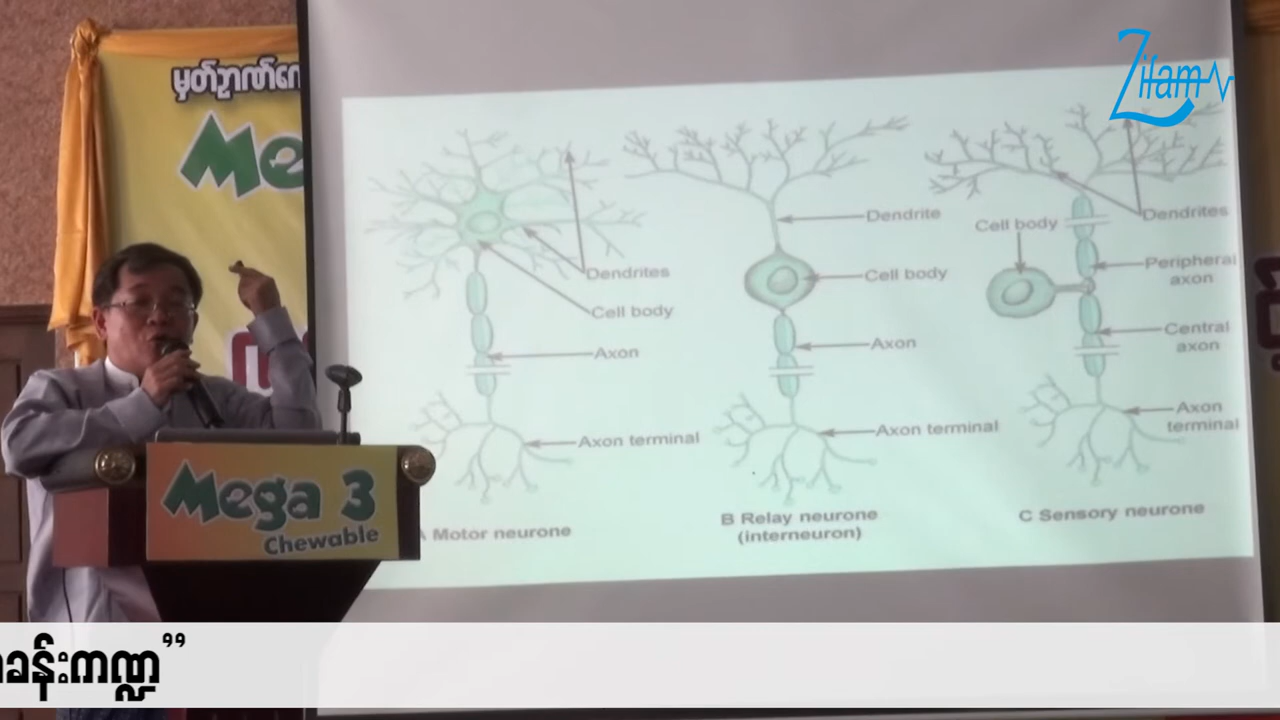 Zifam
မှတ်ဉာဏ်
Me
Dendrites
Cell body
Axon
Axon terminal
A Motor neurone
Dendrite
Cell body
Axon
Axon terminal
B Relay neurone
(interneuron)
Cell body
Dendrites
Peripheral
axon
Central
axon
Axon
terminal
C Sensory neurone
Mega 3
Chewable
ခန်းကဏ္ဍ”